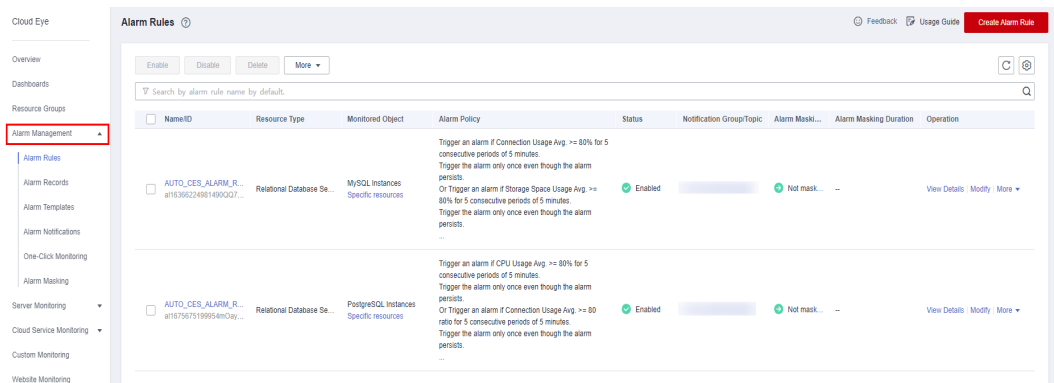 Cloud Eye
Alarm Rules
Feedback
Usage Guide
Create Alarm Rule
Overview
Dashboards
Resource Groups
Alarm Management
Alarm Rules
Alarm Records
Alarm Templates
Alarm Notifications
One-Click Monitoring
Alarm Masking
Server Monitoring
Cloud Service Monitoring
Custom Monitoring
Website Monitoring
Enable Disable Delete More
Search by alarm rule name by default.
Name/ID Resource Type Monitored Object Alarm Policy Status Notification Group/Topic Alarm Maski... Alarm Masking Duration Operation
AUTO_CES_ALARM_R...
al16366224981490QQ7...
Relational Database Se...
MySQL Instances
Specific resources
Trigger an alarm if Connection Usage Avg. >= 80% for 5
consecutive periods of 5 minutes.
Trigger the alarm only once even though the alarm
persists.
Or Trigger an alarm if Storage Space Usage Avg. >=
80% for 5 consecutive periods of 5 minutes.
Trigger the alarm only once even though the alarm
persists.
...
Enabled
Not mask...
--
View Details | Modify | More
AUTO_CES_ALARM_R...
al1675675199954mOay...
Relational Database Se...
PostgreSQL Instances
Specific resources
Trigger an alarm if CPU Usage Avg. >= 80% for 5
consecutive periods of 5 minutes.
Trigger the alarm only once even though the alarm
persists.
Or Trigger an alarm if Connection Usage Avg. >= 80
ratio for 5 consecutive periods of 5 minutes.
Trigger the alarm only once even though the alarm
persists.
...
Enabled
Not mask...
--
View Details | Modify | More